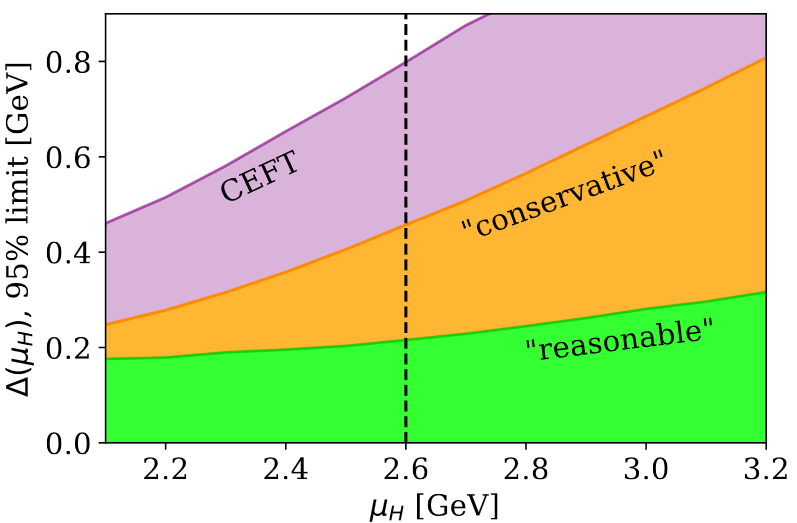 0.8
0.6
0.4
0.2
0.0
Δ(μ_H), 95% limit [GeV]
CEFT
"conservative"
"reasonable"
2.2 2.4 2.6 2.8 3.0 3.2
μ_H [GeV]